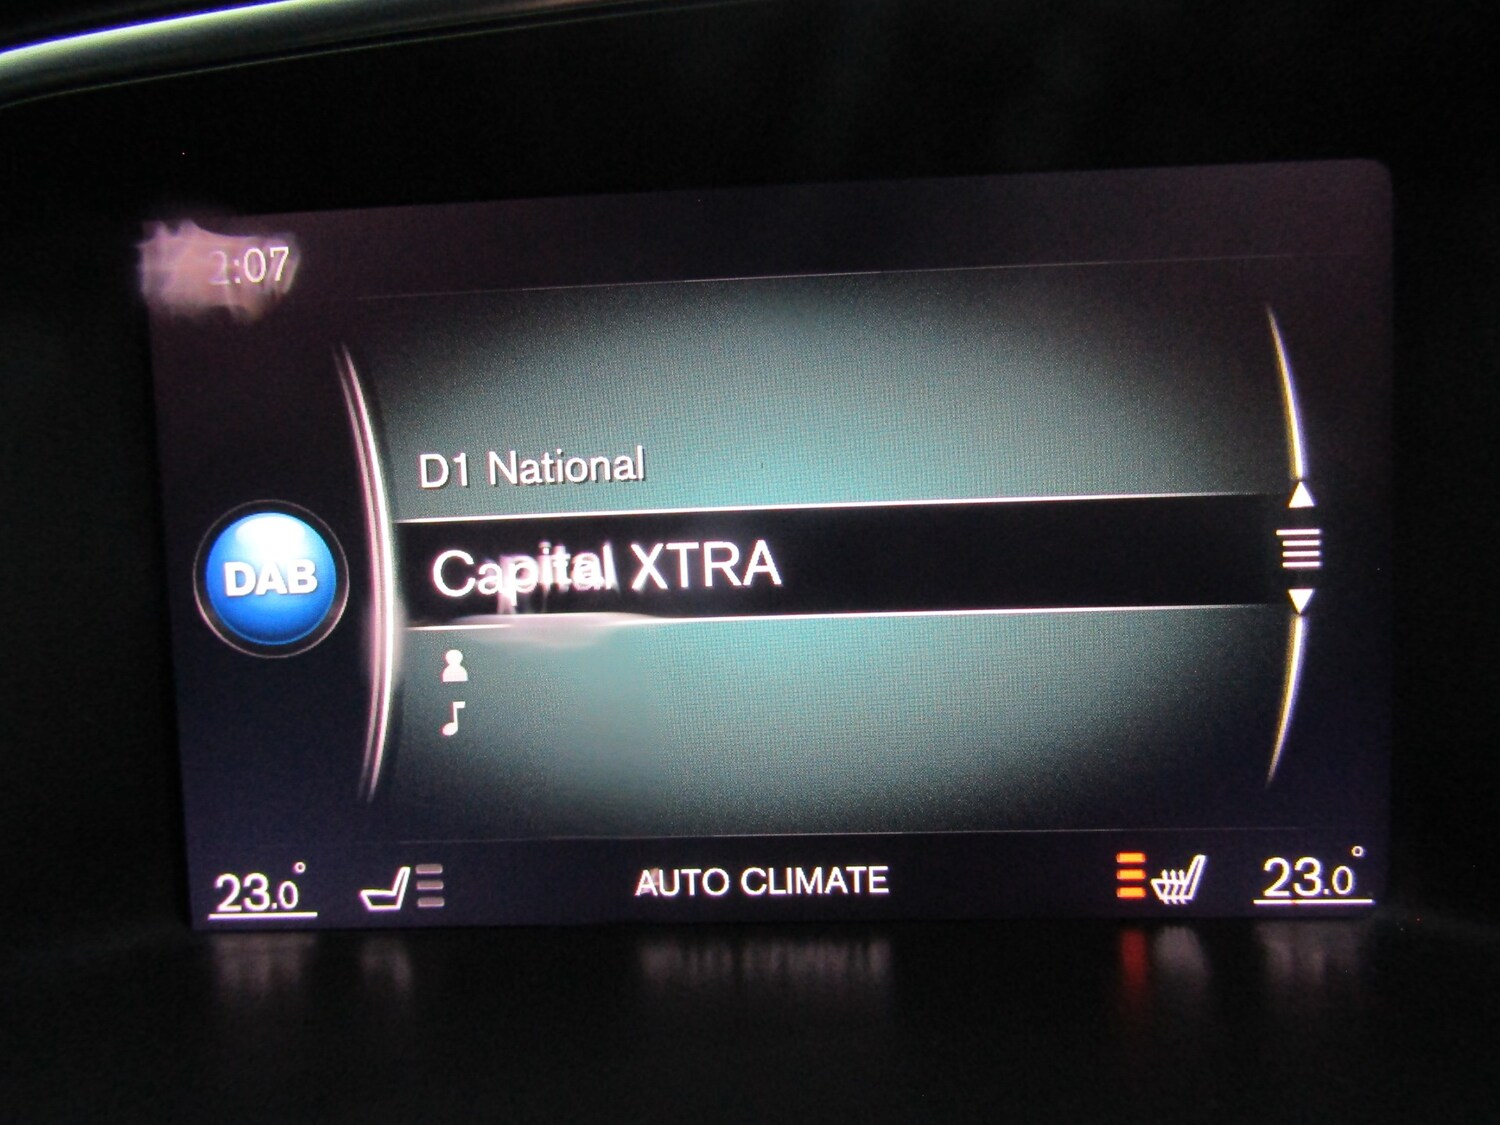 2:07
D1 National
DAB
Capital XTRA
23.0°
AUTO CLIMATE
23.0°